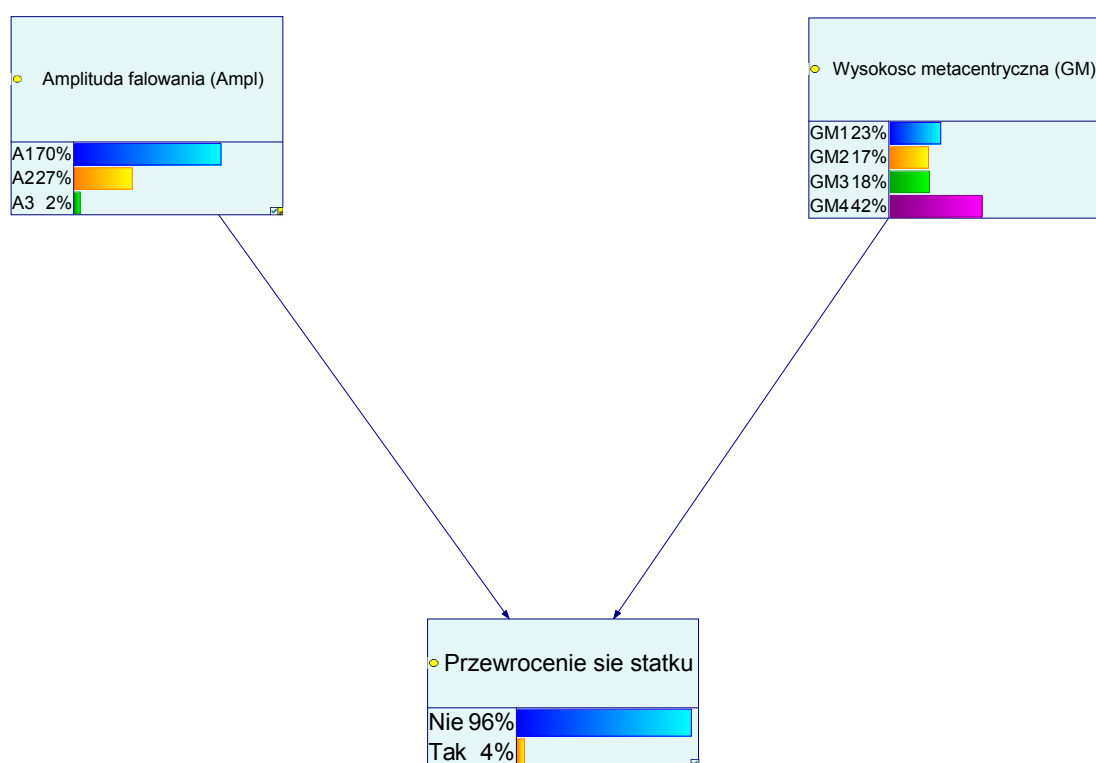 Amplituda falowania (Ampl)
A1 70%
A2 27%
A3 2%
Wysokosc metacentryczna (GM)
GM1 23%
GM2 17%
GM3 18%
GM4 42%
Przewrocenie sie statku
Nie 96%
Tak 4%